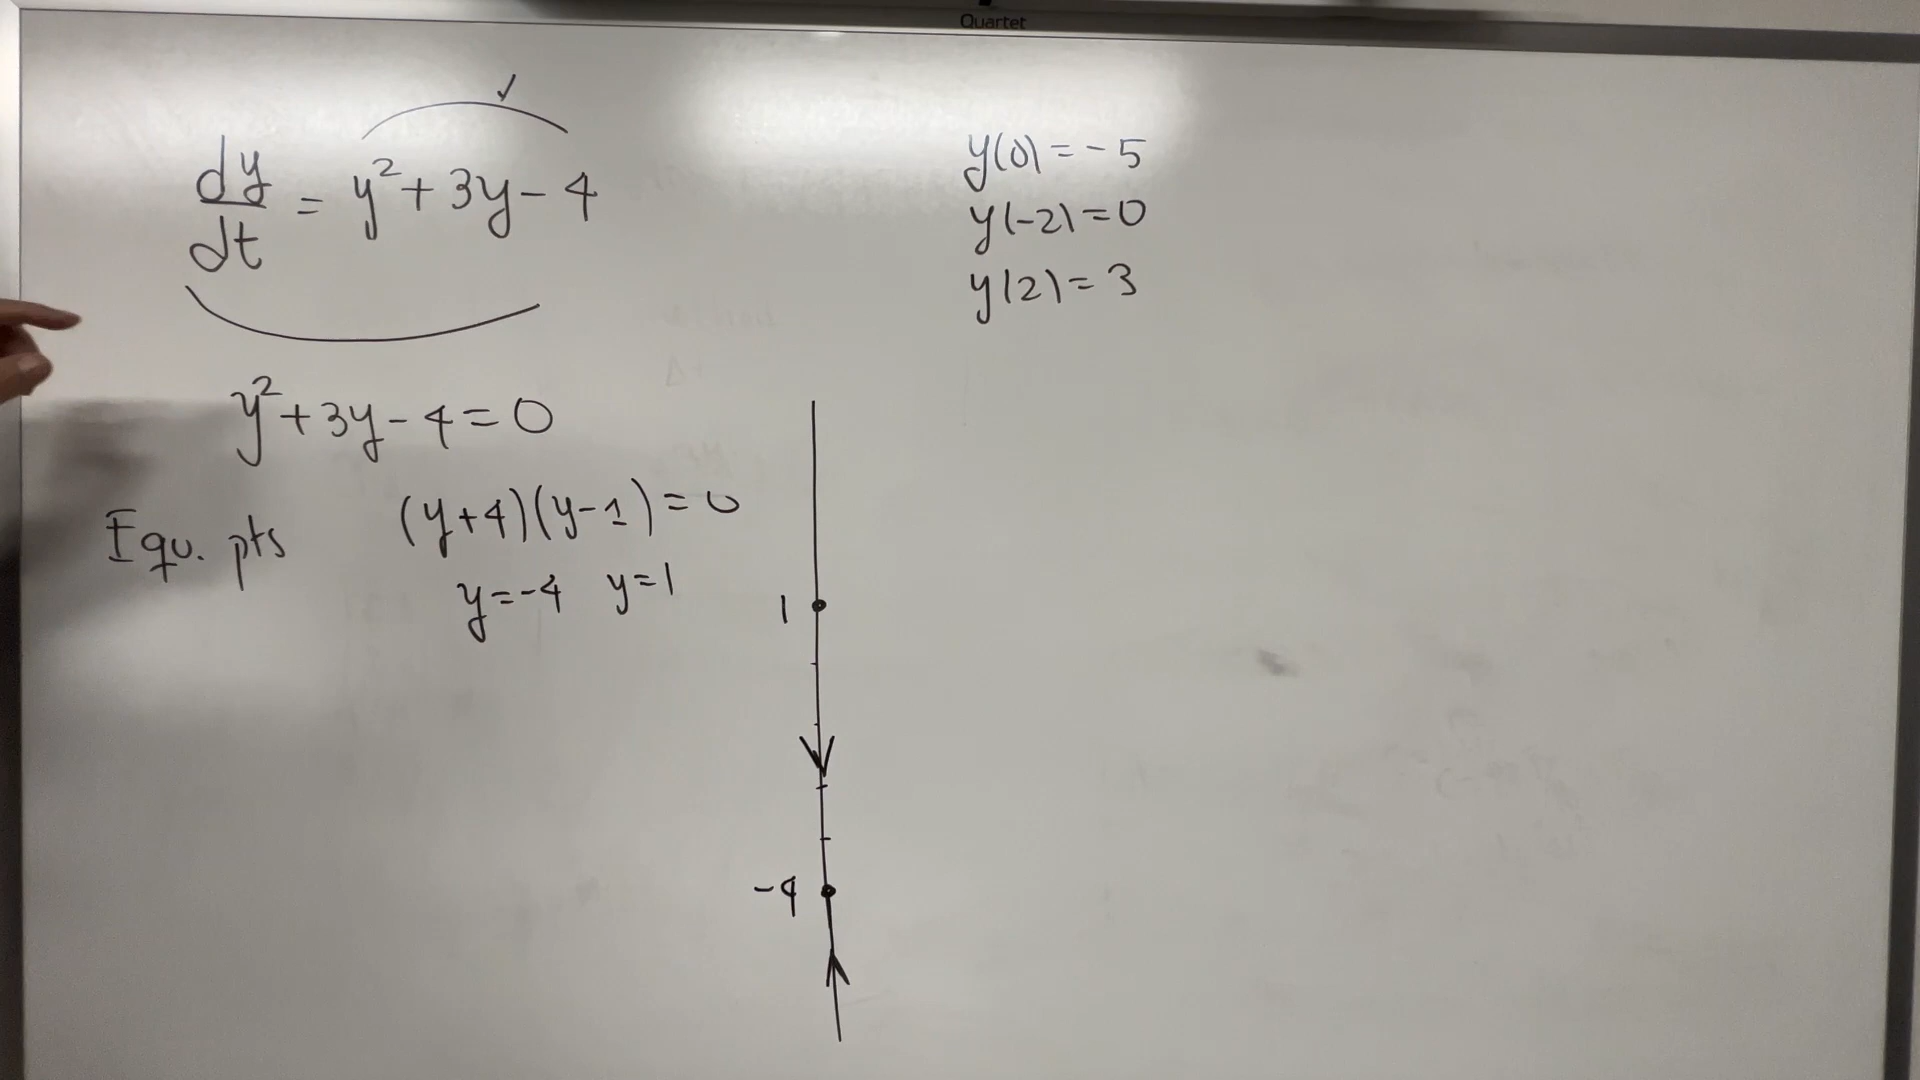 Quartet
dy/dt = y²+3y-4
✓
y(0)=-5
y(-2)=0
y(2)=3
y²+3y-4=0
Equ. pts (y+4)(y-1)=0
y=-4 y=1
1
-4